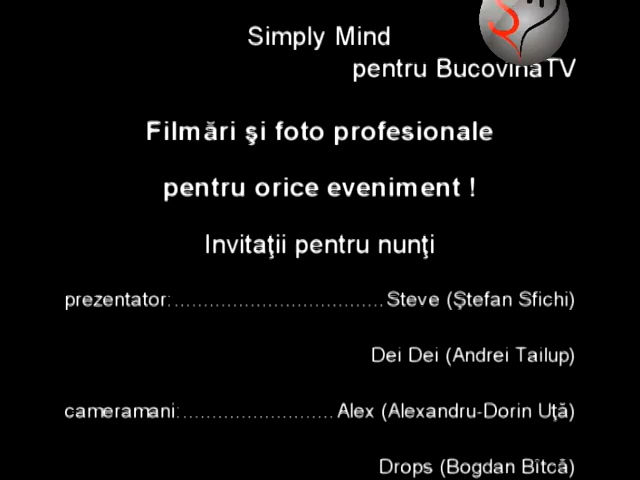 Simply Mind
pentru BucovinaTV
Filmări şi foto profesionale
pentru orice eveniment !
Invitaţii pentru nunţi
prezentator:....................................Steve (Ştefan Sfichi)
Dei Dei (Andrei Tailup)
cameramani:..........................Alex (Alexandru-Dorin Uţă)
Drops (Bogdan Bîtcă)